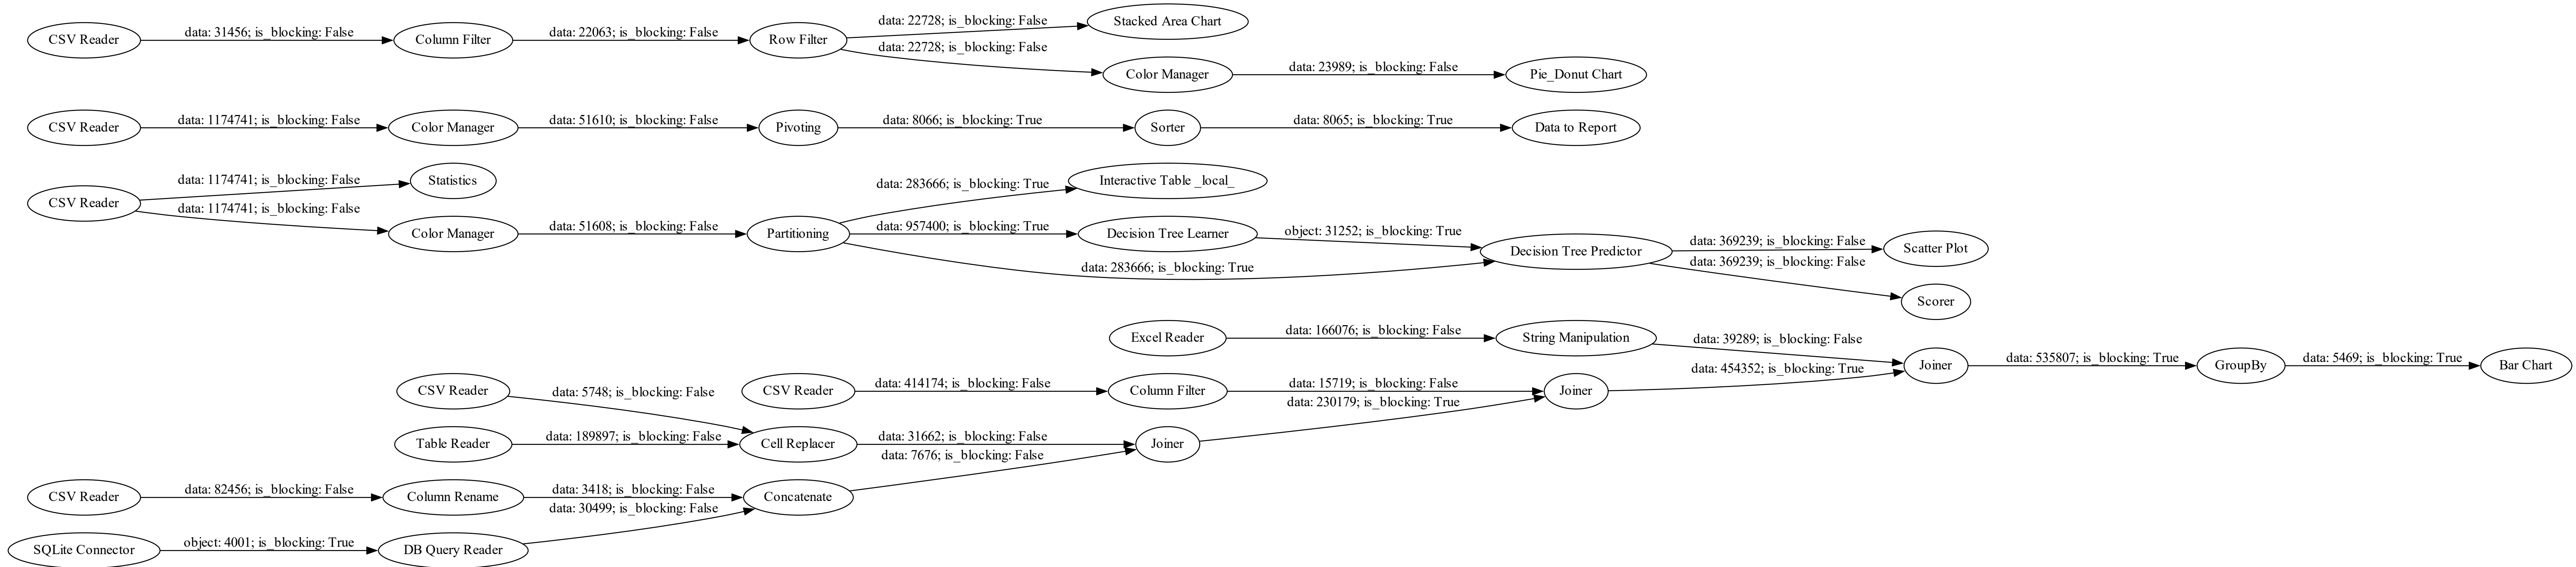 CSV Reader
data: 31456; is_blocking: False
Column Filter
data: 22063; is_blocking: False
Row Filter
data: 22728; is_blocking: False
Stacked Area Chart
data: 22728; is_blocking: False
Color Manager
data: 23989; is_blocking: False
Pie_Donut Chart
CSV Reader
data: 1174741; is_blocking: False
Color Manager
data: 51610; is_blocking: False
Pivoting
data: 8066; is_blocking: True
Sorter
data: 8065; is_blocking: True
Data to Report
CSV Reader
data: 1174741; is_blocking: False
Statistics
data: 1174741; is_blocking: False
Color Manager
data: 51608; is_blocking: False
Partitioning
data: 283666; is_blocking: True
Interactive Table _local_
data: 957400; is_blocking: True
Decision Tree Learner
object: 31252; is_blocking: True
data: 283666; is_blocking: True
Decision Tree Predictor
data: 369239; is_blocking: False
Scatter Plot
data: 369239; is_blocking: False
Scorer
Excel Reader
data: 166076; is_blocking: False
String Manipulation
data: 39289; is_blocking: False
CSV Reader
data: 5748; is_blocking: False
CSV Reader
data: 414174; is_blocking: False
Column Filter
data: 15719; is_blocking: False
Joiner
data: 454352; is_blocking: True
Joiner
data: 535807; is_blocking: True
GroupBy
data: 5469; is_blocking: True
Bar Chart
Table Reader
data: 189897; is_blocking: False
Cell Replacer
data: 31662; is_blocking: False
Joiner
data: 230179; is_blocking: True
CSV Reader
data: 82456; is_blocking: False
Column Rename
data: 3418; is_blocking: False
Concatenate
data: 7676; is_blocking: False
SQLite Connector
object: 4001; is_blocking: True
DB Query Reader
data: 30499; is_blocking: False